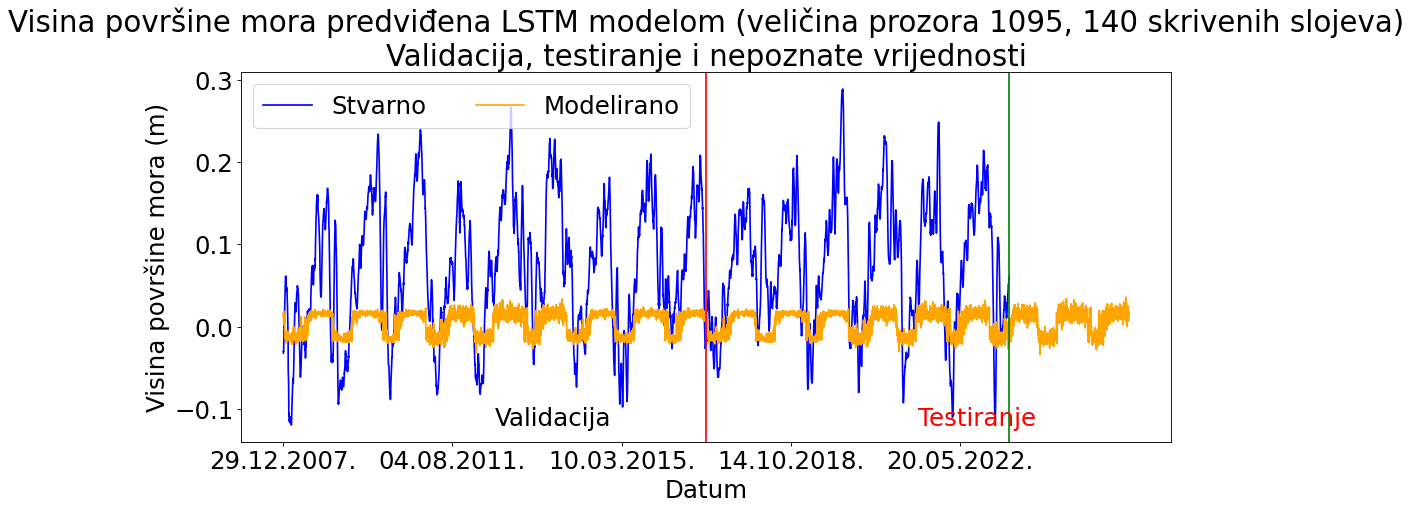 Visina površine mora predviđena LSTM modelom (veličina prozora 1095, 140 skrivenih slojeva)
Validacija, testiranje i nepoznate vrijednosti
Stvarno Modelirano
Visina površine mora (m)
0.3
0.2
0.1
0.0
−0.1
Validacija
Testiranje
29.12.2007. 04.08.2011. 10.03.2015. 14.10.2018. 20.05.2022.
Datum